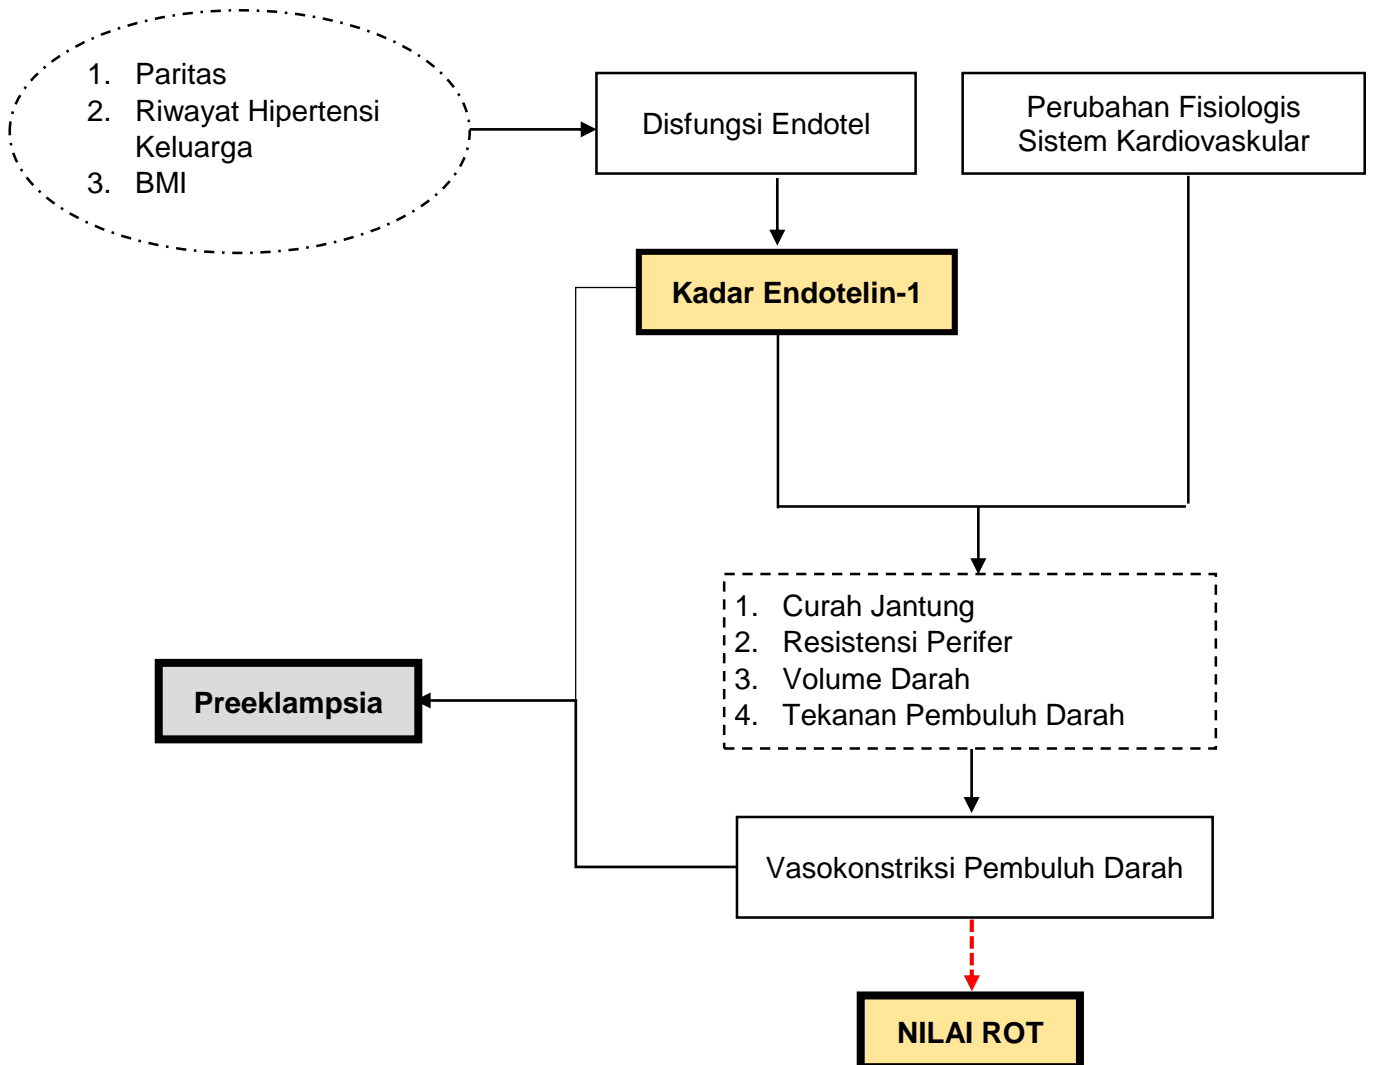 1. Paritas
2. Riwayat Hipertensi
Keluarga
3. BMI
Disfungsi Endotel
Perubahan Fisiologis
Sistem Kardiovaskular
Kadar Endotelin-1
1. Curah Jantung
2. Resistensi Perifer
3. Volume Darah
4. Tekanan Pembuluh Darah
Preeklampsia
Vasokonstriksi Pembuluh Darah
NILAI ROT